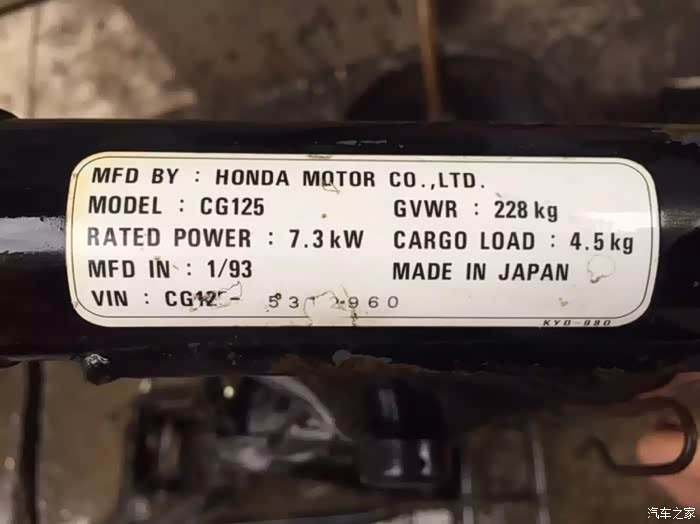 MFD BY : HONDA MOTOR CO.,LTD.
MODEL : CG125 GVWR : 228 kg
RATED POWER : 7.3 kW CARGO LOAD : 4.5 kg
MFD IN : 1/93 MADE IN JAPAN
VIN :
KYO-980
汽车之家